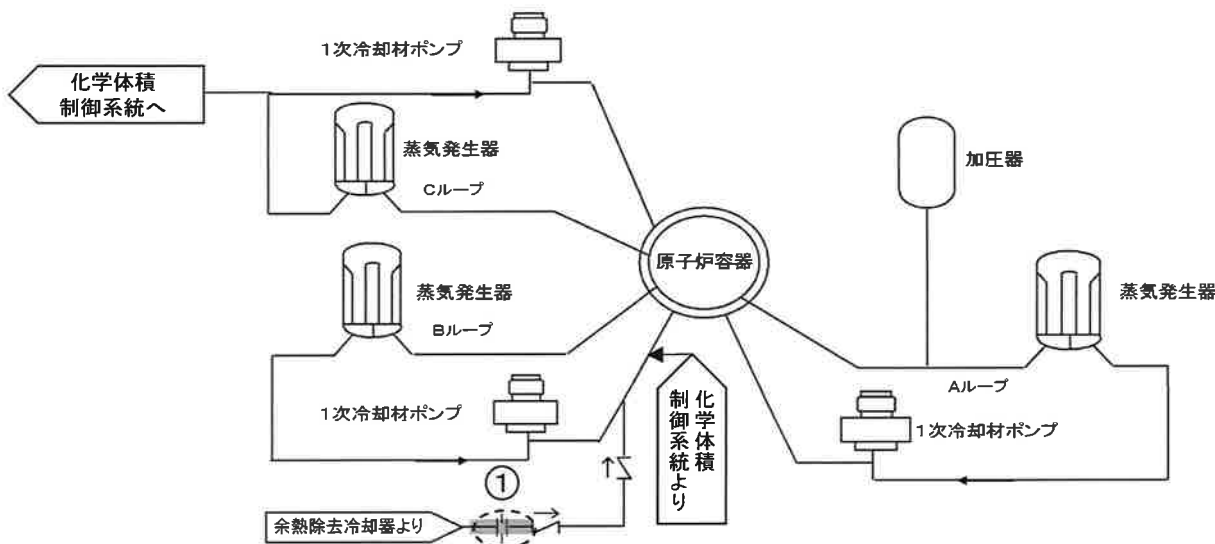 1次冷却材ポンプ
化学体積
制御系統へ
蒸気発生器
Cループ
加圧器
原子炉容器
蒸気発生器
Bループ
蒸気発生器
Aループ
1次冷却材ポンプ
1次冷却材ポンプ
化学体積
制御系統より
①
余熱除去冷却器より